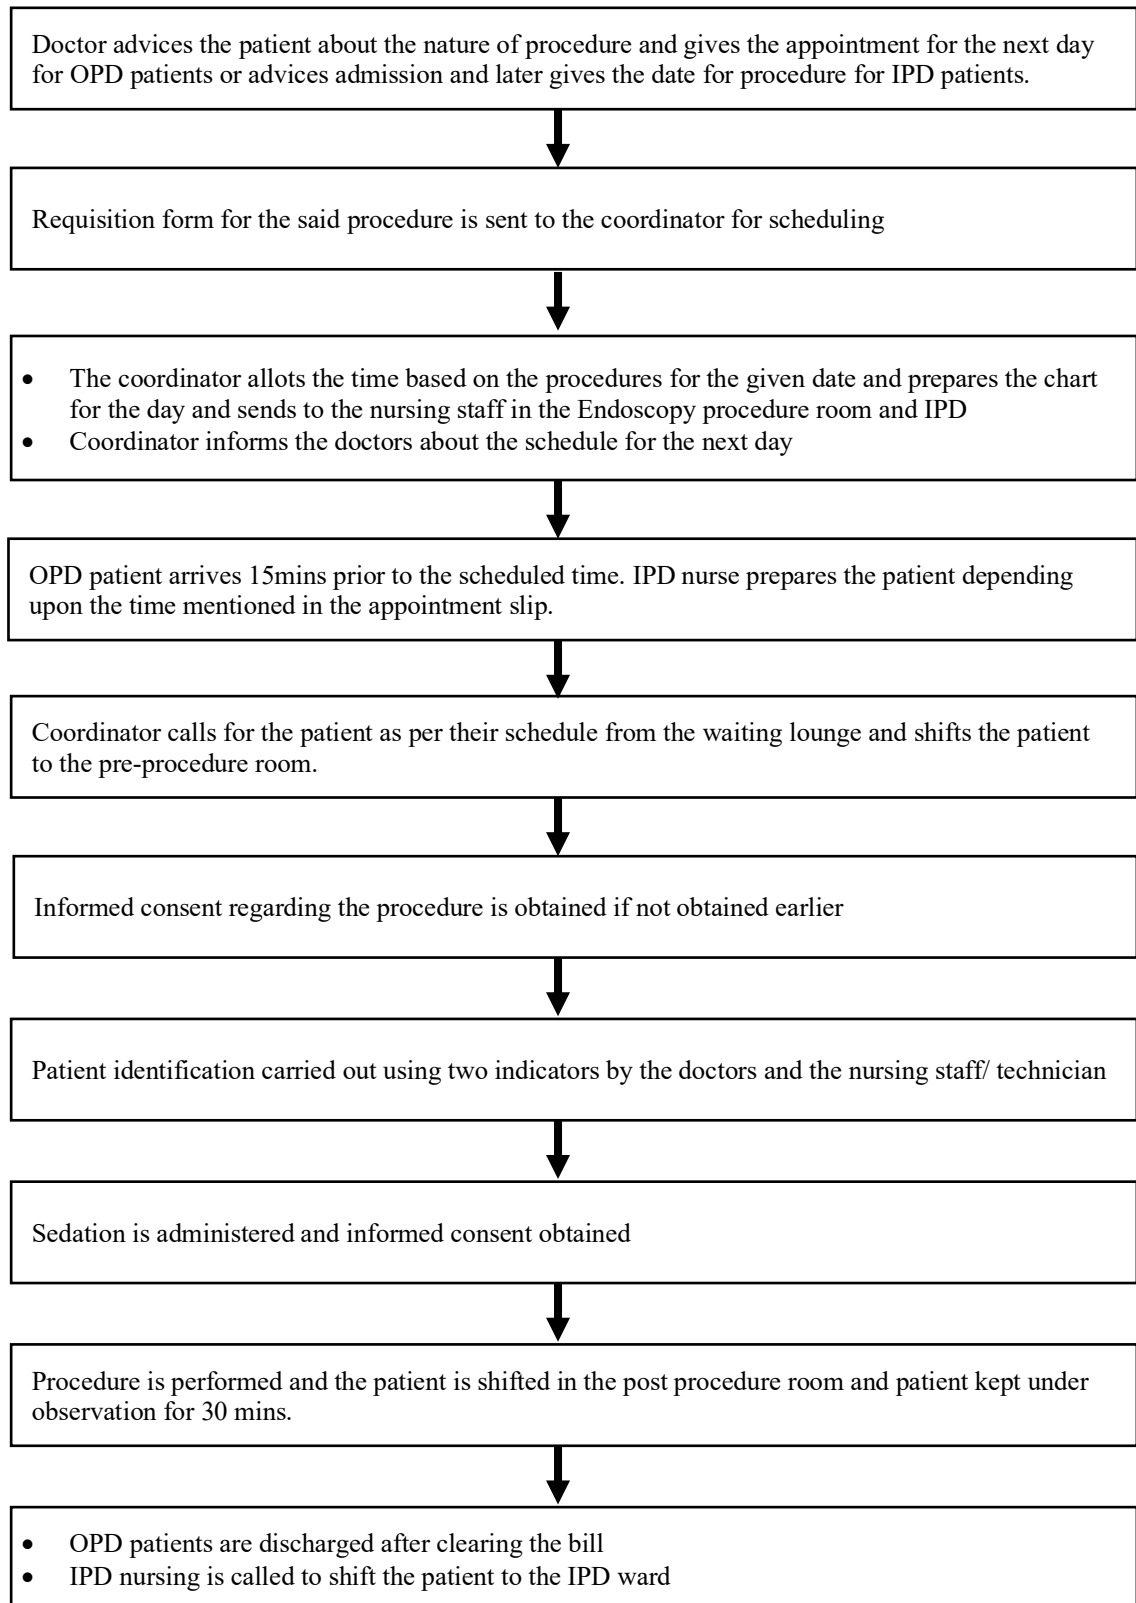 Doctor advices the patient about the nature of procedure and gives the appointment for the next day
for OPD patients or advices admission and later gives the date for procedure for IPD patients.
Requisition form for the said procedure is sent to the coordinator for scheduling
• The coordinator allots the time based on the procedures for the given date and prepares the chart
for the day and sends to the nursing staff in the Endoscopy procedure room and IPD
• Coordinator informs the doctors about the schedule for the next day
OPD patient arrives 15mins prior to the scheduled time. IPD nurse prepares the patient depending
upon the time mentioned in the appointment slip.
Coordinator calls for the patient as per their schedule from the waiting lounge and shifts the patient
to the pre-procedure room.
Informed consent regarding the procedure is obtained if not obtained earlier
Patient identification carried out using two indicators by the doctors and the nursing staff/ technician
Sedation is administered and informed consent obtained
Procedure is performed and the patient is shifted in the post procedure room and patient kept under
observation for 30 mins.
• OPD patients are discharged after clearing the bill
• IPD nursing is called to shift the patient to the IPD ward